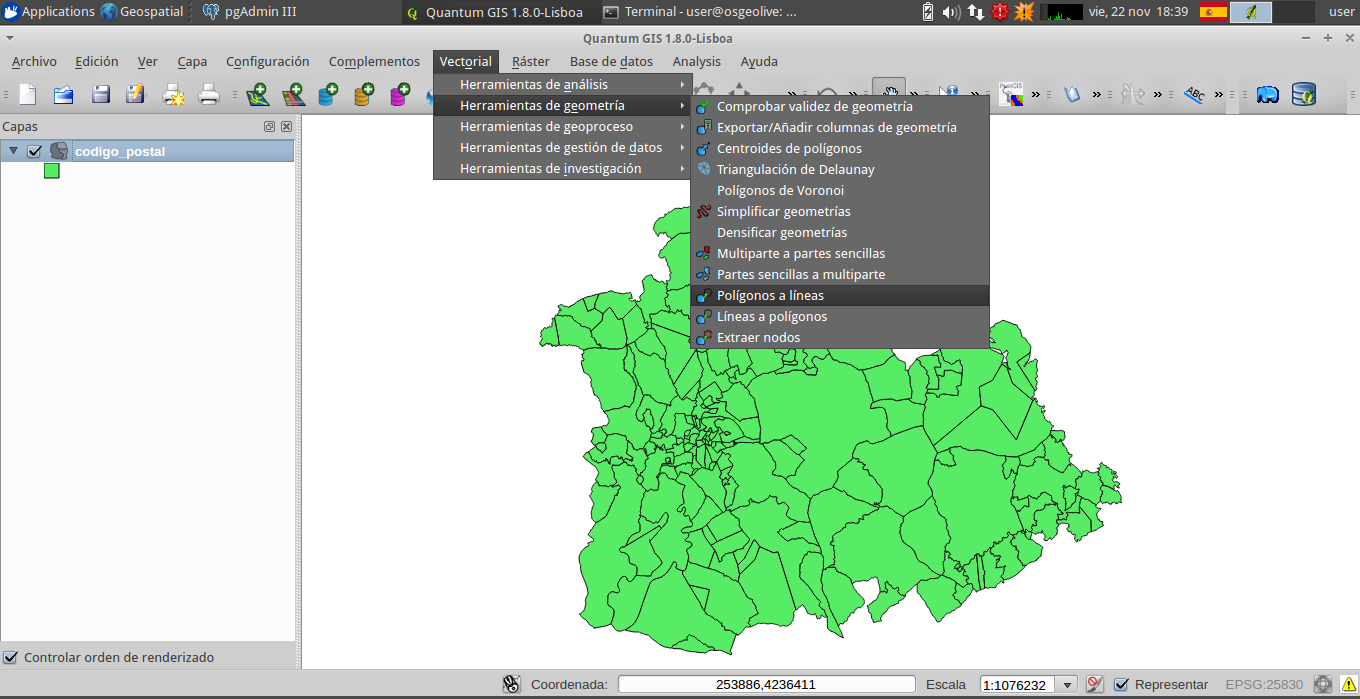 Applications Geospatial pgAdmin III Quantum GIS 1.8.0-Lisboa Terminal - user@osgeolive: ... vie, 22 nov 18:39 user
Quantum GIS 1.8.0-Lisboa
Archivo Edición Ver Capa Configuración Complementos Vectorial Ráster Base de datos Analysis Ayuda
Herramientas de análisis
Herramientas de geometría
Herramientas de geoproceso
Herramientas de gestión de datos
Herramientas de investigación
Comprobar validez de geometría
Exportar/Añadir columnas de geometría
Centroides de polígonos
Triangulación de Delaunay
Polígonos de Voronoi
Simplificar geometrías
Densificar geometrías
Multiparte a partes sencillas
Partes sencillas a multiparte
Polígonos a líneas
Líneas a polígonos
Extraer nodos
ABC
Capas
codigo_postal
Controlar orden de renderizado
Coordenada: 253886,4236411 Escala 1:1076232 Representar EPSG:25830